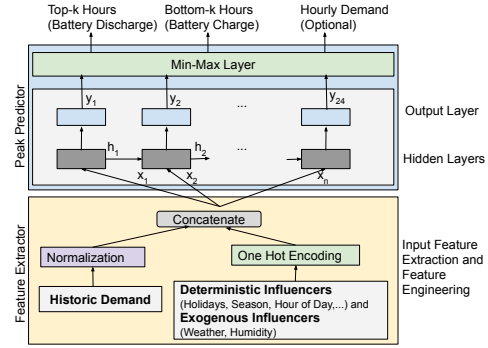 Top-k Hours
(Battery Discharge)
Bottom-k Hours
(Battery Charge)
Hourly Demand
(Optional)
Min-Max Layer
y1
y2
...
y24
Output Layer
Peak Predictor
h1
h2
...
Hidden Layers
x1
x2
xn
Concatenate
Feature Extractor
Normalization
One Hot Encoding
Input Feature
Extraction and
Feature
Engineering
Historic Demand
Deterministic Influencers
(Holidays, Season, Hour of Day,...) and
Exogenous Influencers
(Weather, Humidity)